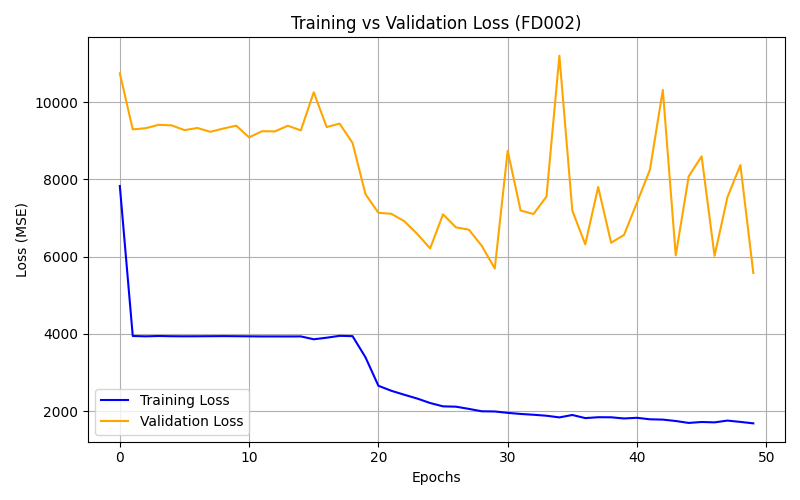 Training vs Validation Loss (FD002)
10000
8000
6000
4000
2000
Loss (MSE)
Training Loss
Validation Loss
0 10 20 30 40 50
Epochs